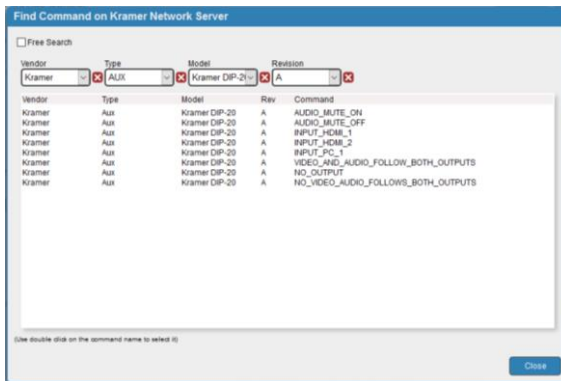 Find Command on Kramer Network Server
Free Search
Vendor Type Model Revision
Kramer AUX Kramer DIP-20 A
Vendor Type Model Rev Command
Kramer Aux Kramer DIP-20 A AUDIO_MUTE_ON
Kramer Aux Kramer DIP-20 A AUDIO_MUTE_OFF
Kramer Aux Kramer DIP-20 A INPUT_HDMI_1
Kramer Aux Kramer DIP-20 A INPUT_HDMI_2
Kramer Aux Kramer DIP-20 A INPUT_PC_1
Kramer Aux Kramer DIP-20 A VIDEO_AND_AUDIO_FOLLOW_BOTH_OUTPUTS
Kramer Aux Kramer DIP-20 A NO_OUTPUT
Kramer Aux Kramer DIP-20 A NO_VIDEO_AUDIO_FOLLOWS_BOTH_OUTPUTS
(Use double click on the command name to select it)
Close